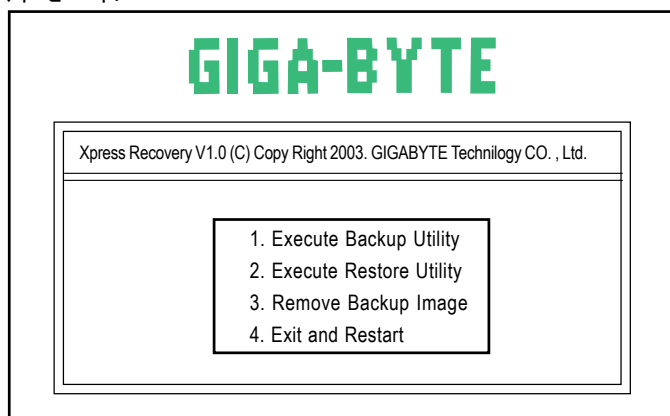 GIGA-BYTE
Xpress Recovery V1.0 (C) Copy Right 2003. GIGABYTE Technilogy CO. , Ltd.
1. Execute Backup Utility
2. Execute Restore Utility
3. Remove Backup Image
4. Exit and Restart